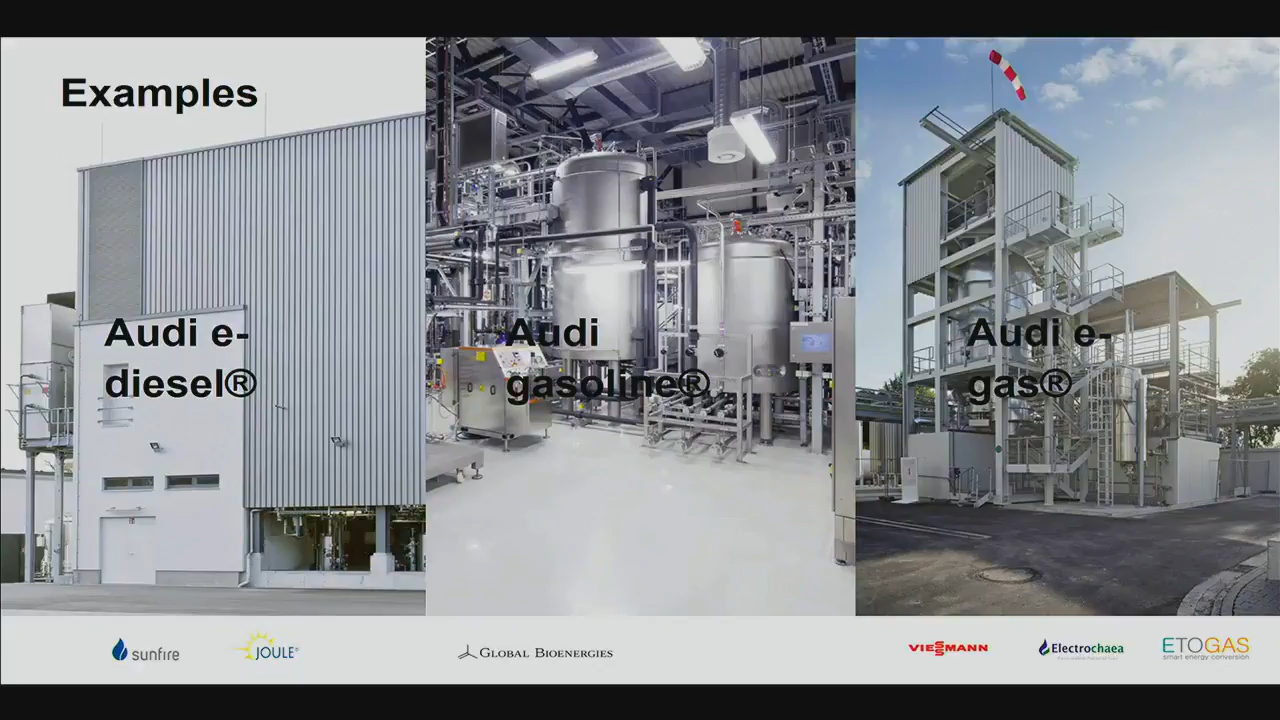 Examples
Audi e-
diesel®
Audi
gasoline®
Audi e-
gas®
sunfire
JOULE®
GLOBAL BIOENERGIES
VIESSMANN
Electrochaea
ETOGAS
smart energy conversion